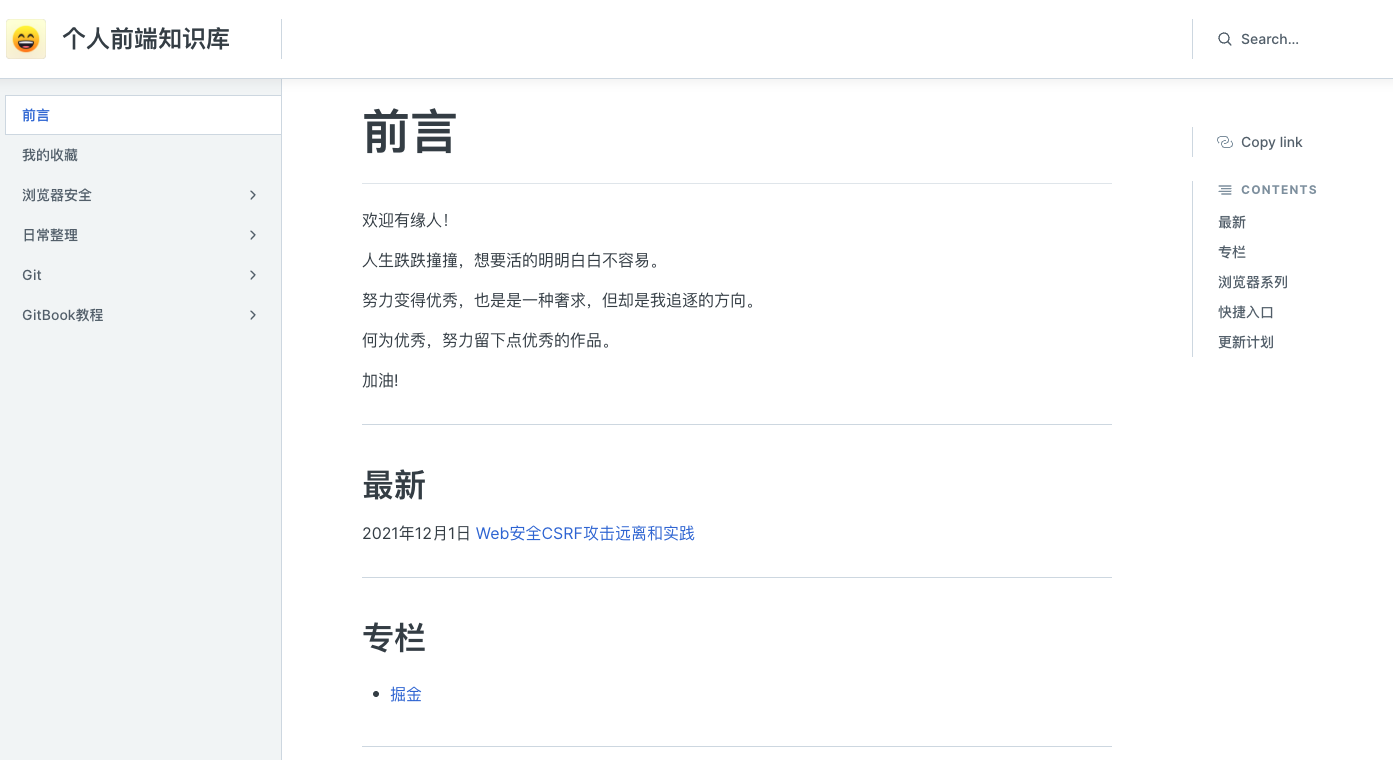 个人前端知识库
Search...
前言
我的收藏
浏览器安全
日常整理
Git
GitBook教程
前言
欢迎有缘人！
人生跌跌撞撞，想要活的明明白白不容易。
努力变得优秀，也是是一种奢求，但却是我追逐的方向。
何为优秀，努力留下点优秀的作品。
加油!
最新
2021年12月1日 Web安全CSRF攻击远离和实践
专栏
掘金
Copy link
CONTENTS
最新
专栏
浏览器系列
快捷入口
更新计划